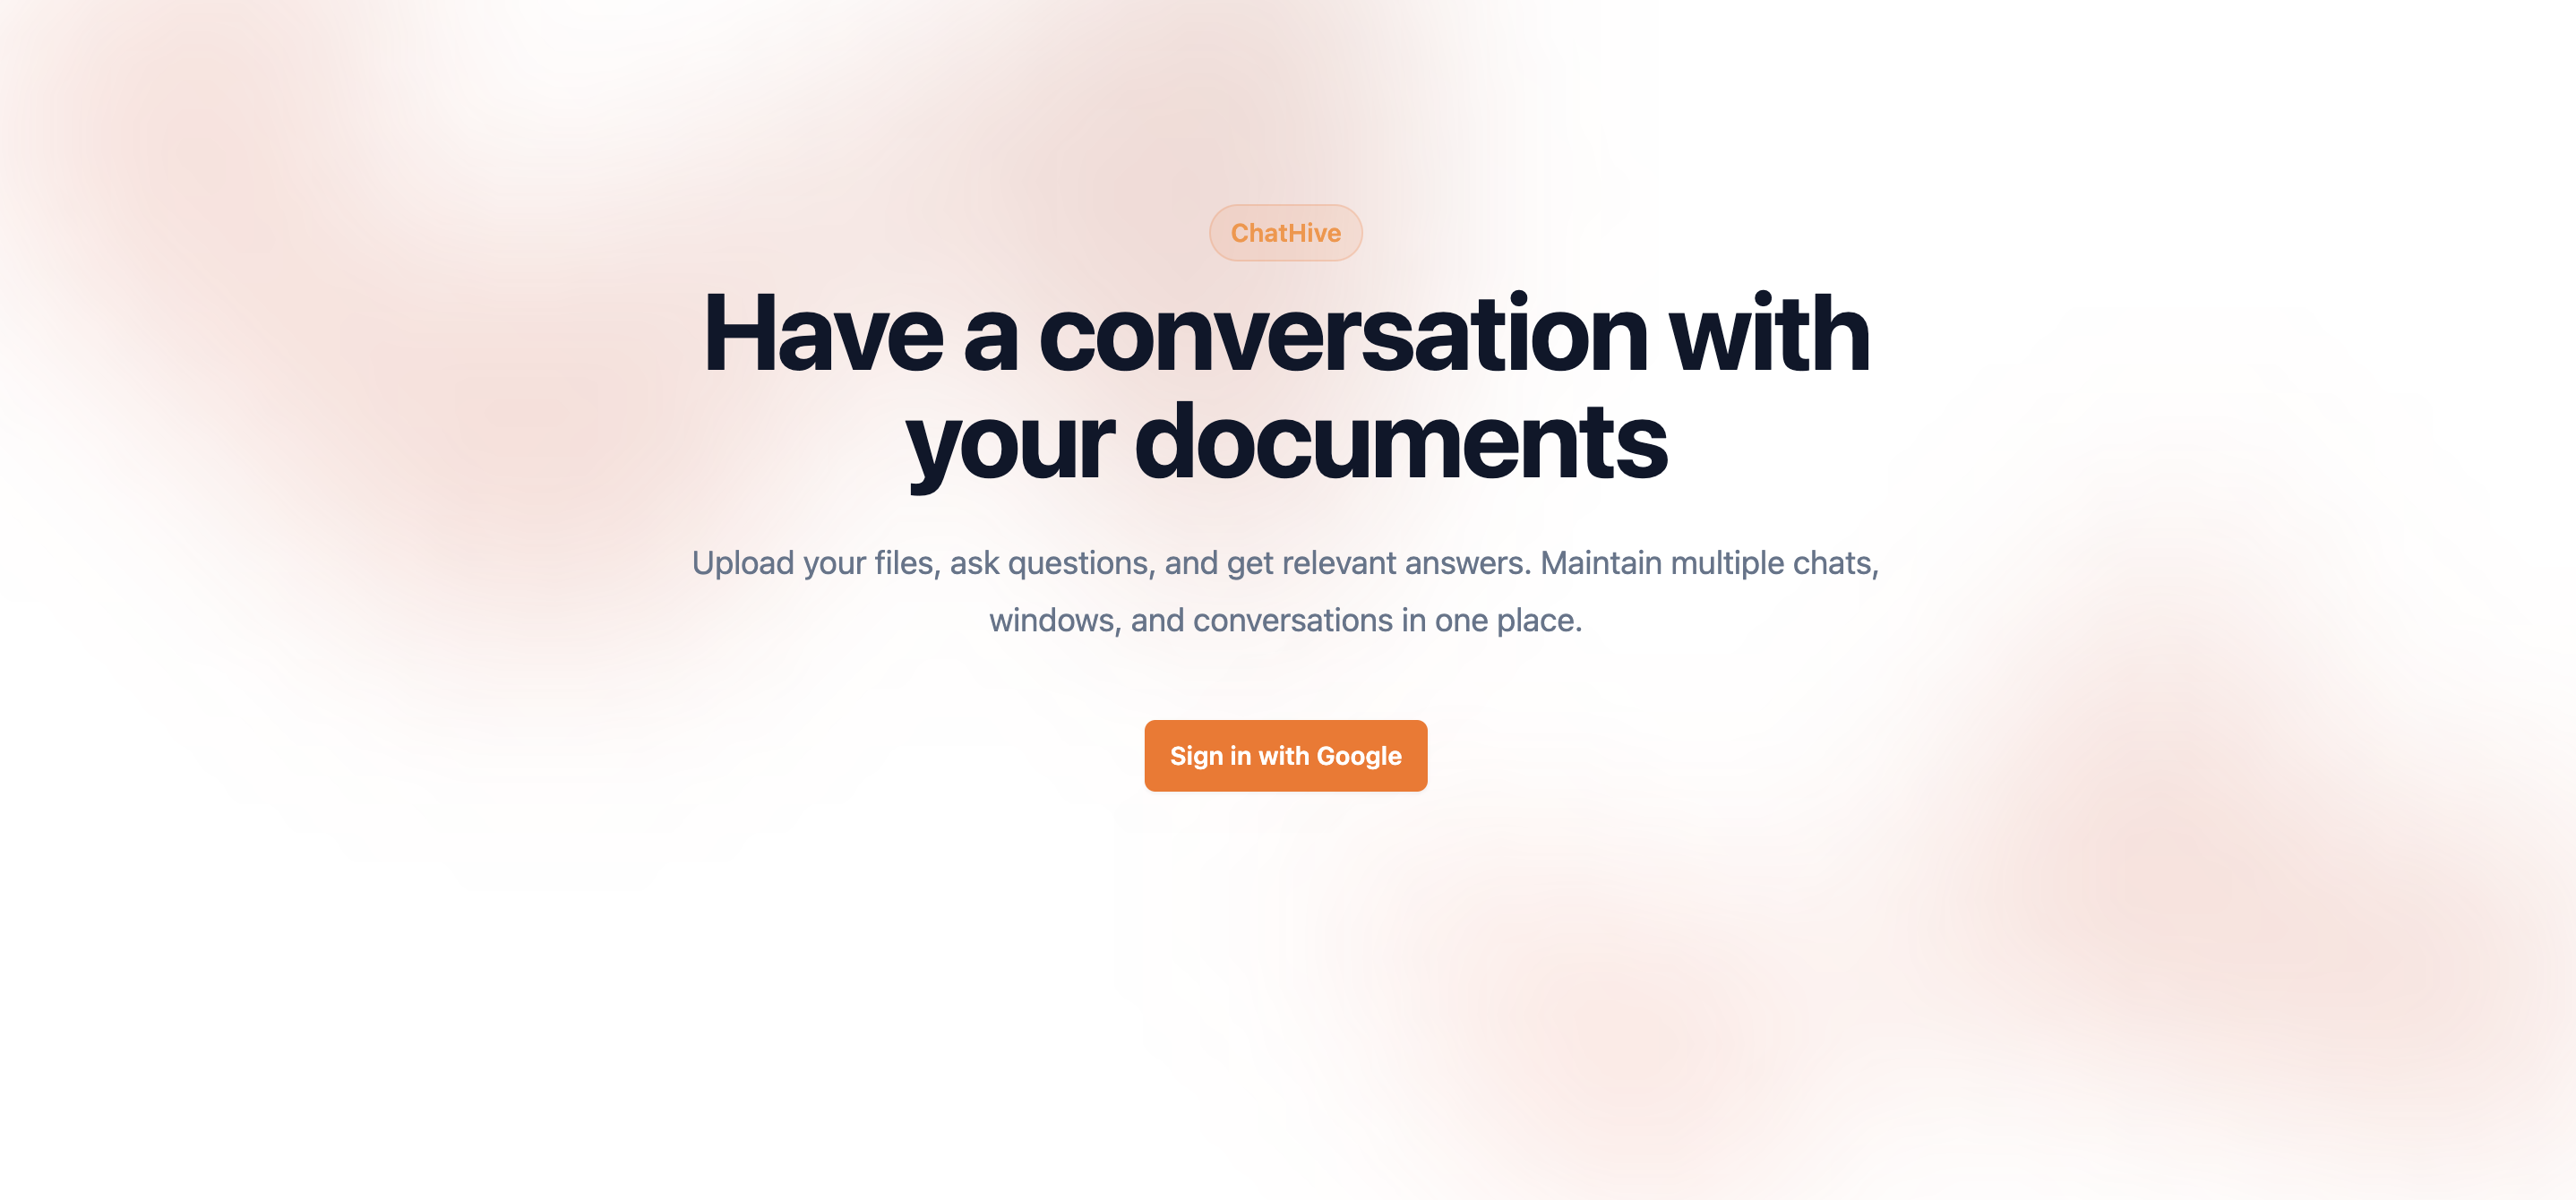 ChatHive
Have a conversation with
your documents
Upload your files, ask questions, and get relevant answers. Maintain multiple chats,
windows, and conversations in one place.
Sign in with Google